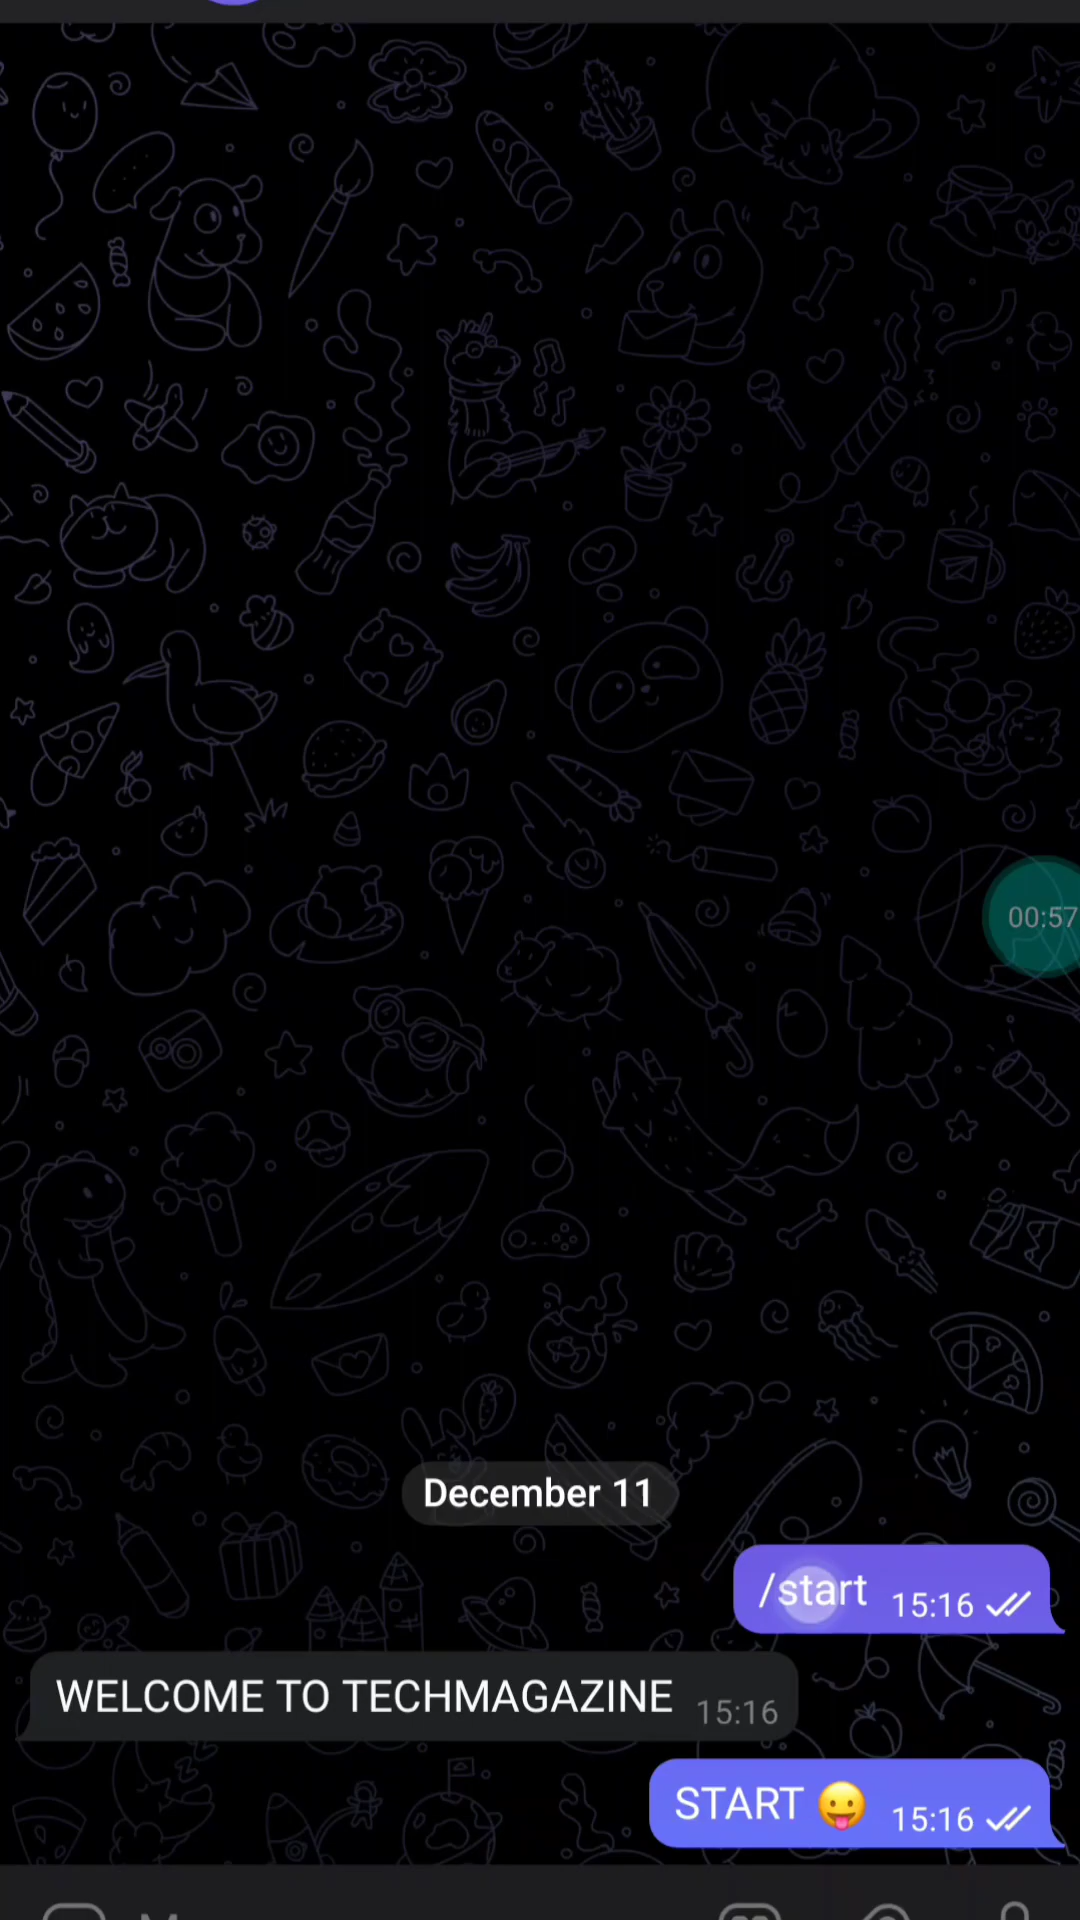 00:57
December 11
/start 15:16
WELCOME TO TECHMAGAZINE 15:16
START 😛 15:16